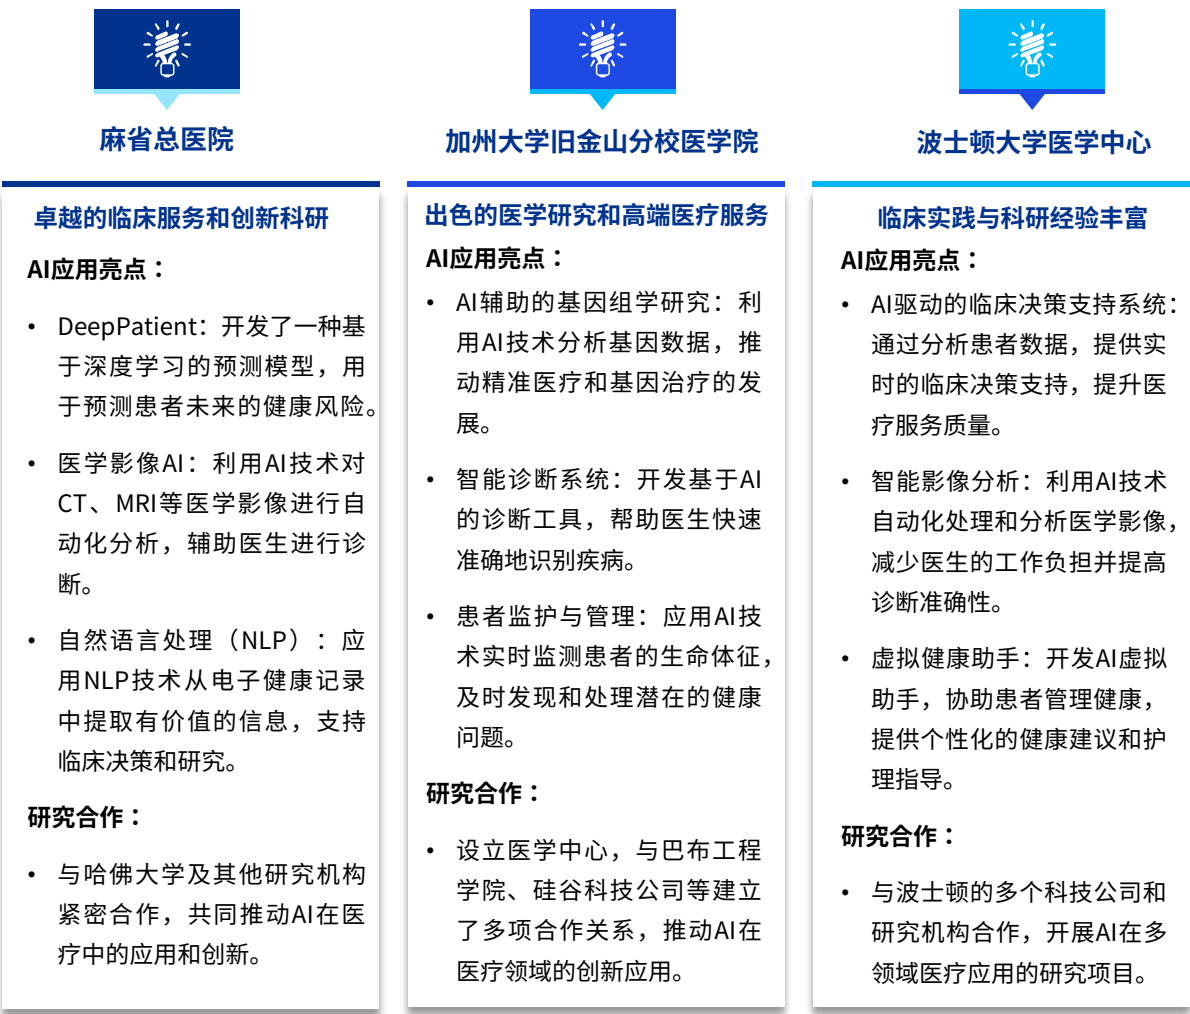 麻省总医院
卓越的临床服务和创新科研
AI应用亮点：
• DeepPatient：开发了一种基
于深度学习的预测模型，用
于预测患者未来的健康风险。
• 医学影像AI：利用AI技术对
CT、MRI等医学影像进行自
动化分析，辅助医生进行诊
断。
• 自然语言处理（NLP）：应
用NLP技术从电子健康记录
中提取有价值的信息，支持
临床决策和研究。
研究合作：
• 与哈佛大学及其他研究机构
紧密合作，共同推动AI在医
疗中的应用和创新。
加州大学旧金山分校医学院
出色的医学研究和高端医疗服务
AI应用亮点：
• AI辅助的基因组学研究：利
用AI技术分析基因数据，推
动精准医疗和基因治疗的发
展。
• 智能诊断系统：开发基于AI
的诊断工具，帮助医生快速
准确地识别疾病。
• 患者监护与管理：应用AI技
术实时监测患者的生命体征，
及时发现和处理潜在的健康
问题。
研究合作：
• 设立医学中心，与巴布工程
学院、硅谷科技公司等建立
了多项合作关系，推动AI在
医疗领域的创新应用。
波士顿大学医学中心
临床实践与科研经验丰富
AI应用亮点：
• AI驱动的临床决策支持系统：
通过分析患者数据，提供实
时的临床决策支持，提升医
疗服务质量。
• 智能影像分析：利用AI技术
自动化处理和分析医学影像，
减少医生的工作负担并提高
诊断准确性。
• 虚拟健康助手：开发AI虚拟
助手，协助患者管理健康，
提供个性化的健康建议和护
理指导。
研究合作：
• 与波士顿的多个科技公司和
研究机构合作，开展AI在多
领域医疗应用的研究项目。